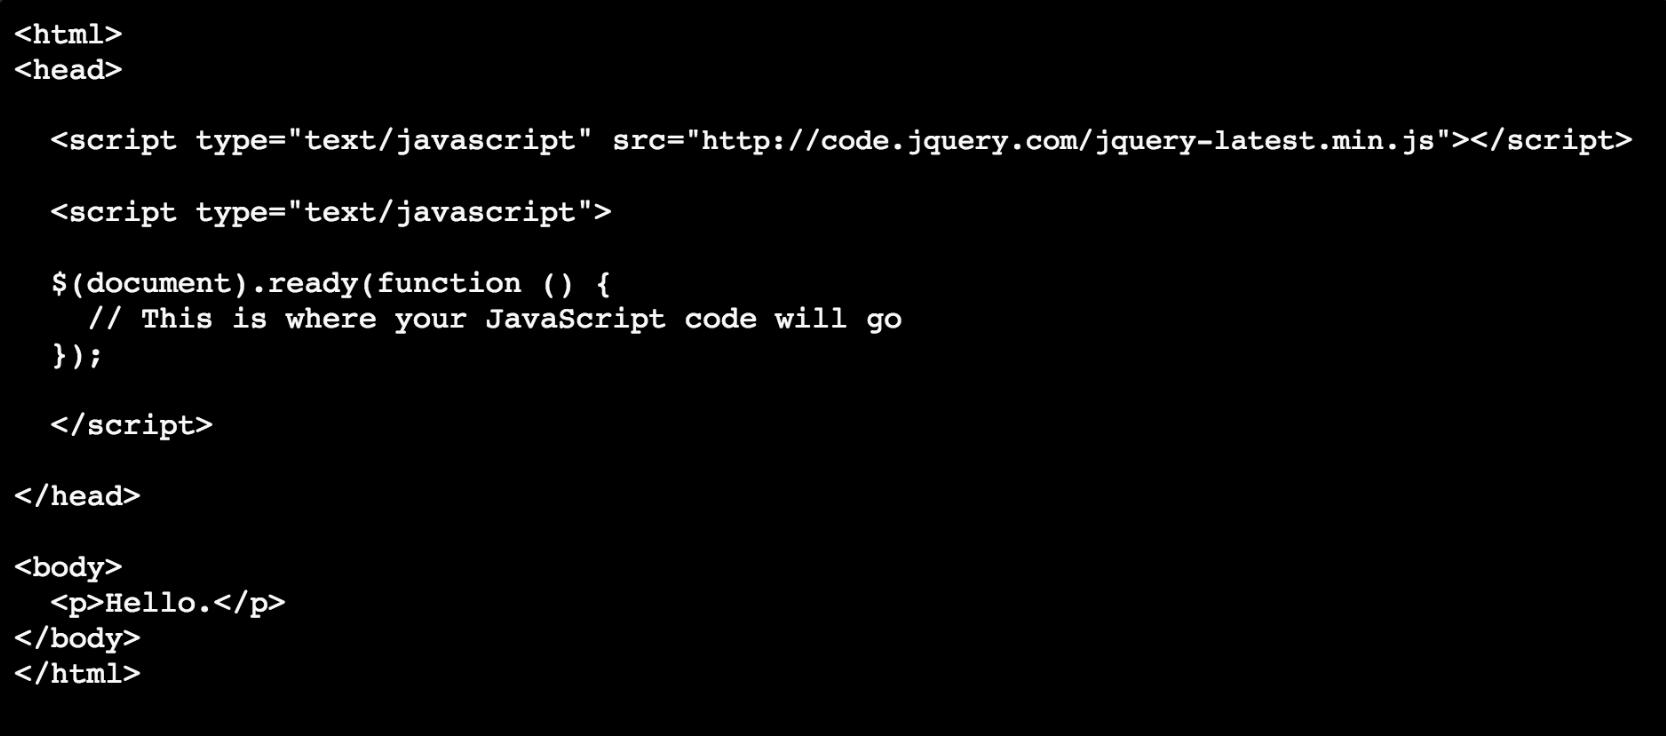 <html>
<head>
<script type="text/javascript" src="http://code.jquery.com/jquery-latest.min.js"></script>
<script type="text/javascript">
$(document).ready(function () {
// This is where your JavaScript code will go
});
</script>
</head>
<body>
<p>Hello.</p>
</body>
</html>